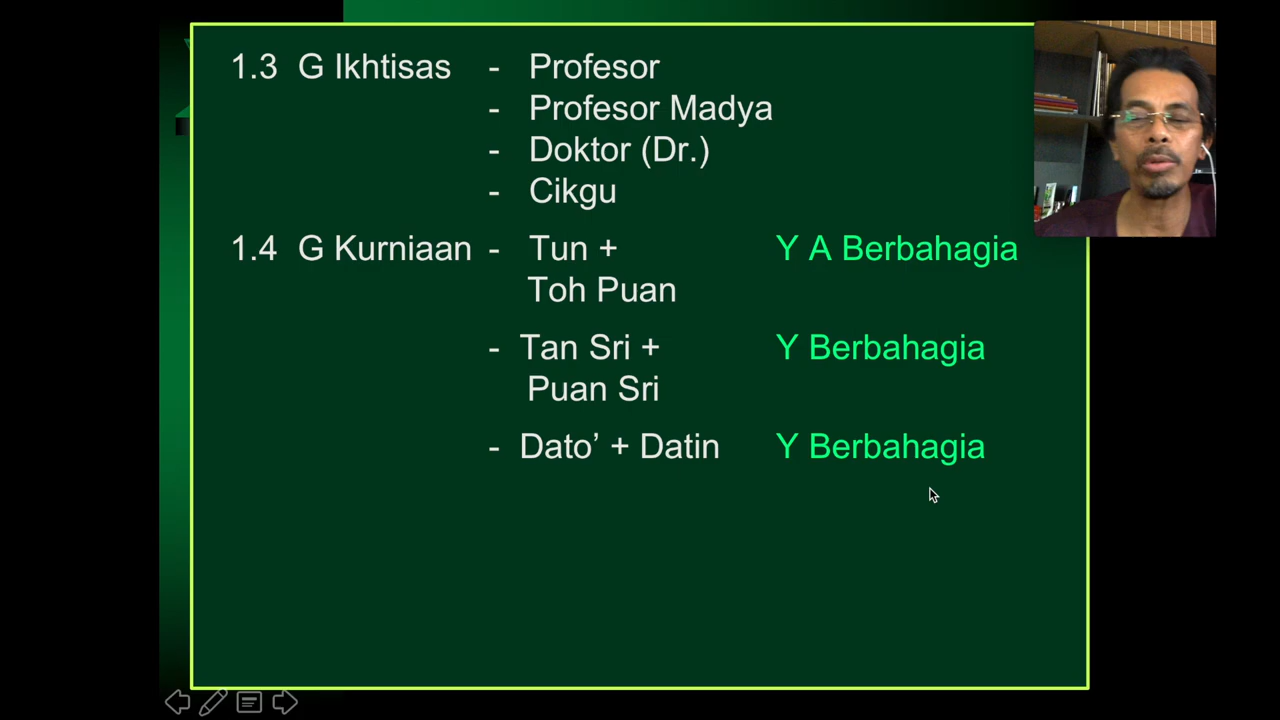 1.3 G Ikhtisas - Profesor
- Profesor Madya
- Doktor (Dr.)
- Cikgu
1.4 G Kurniaan - Tun + Y A Berbahagia
Toh Puan
- Tan Sri + Y Berbahagia
Puan Sri
- Dato’ + Datin Y Berbahagia